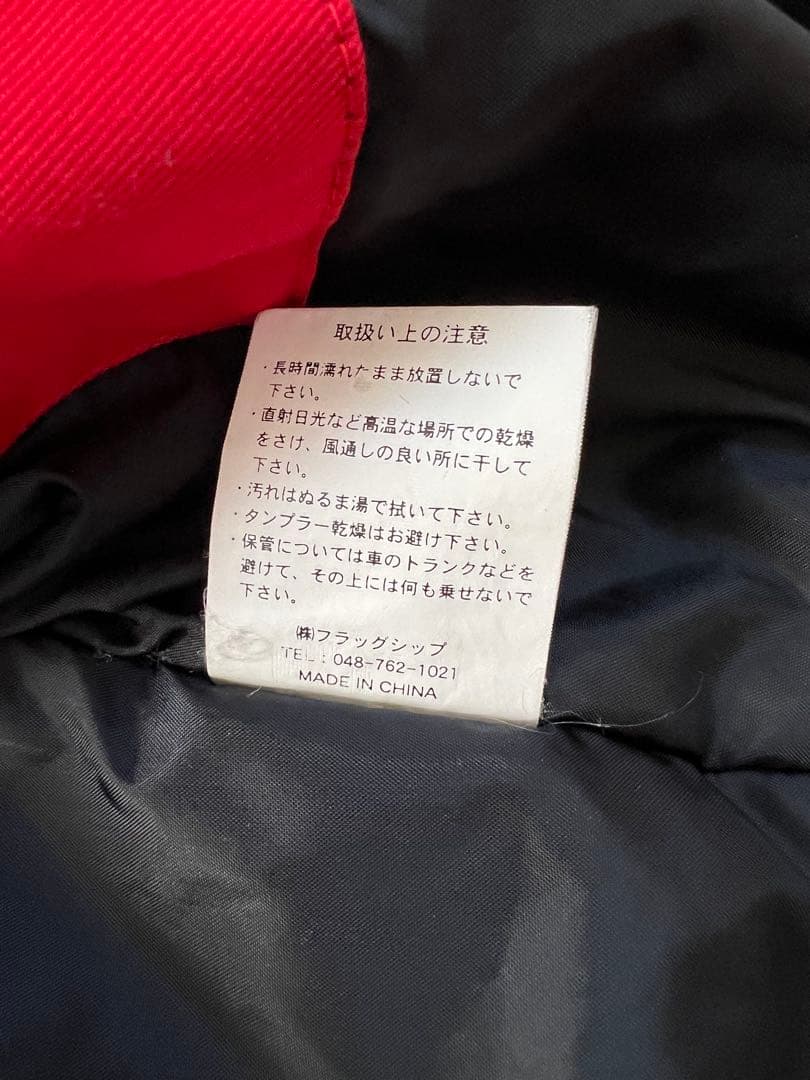 取扱い上の注意
・長時間濡れたまま放置しないで
下さい。
・直射日光など高温な場所での乾燥
をさけ、風通しの良い所に干して
下さい。
・汚れはぬるま湯で拭いて下さい。
・タンブラー乾燥はお避け下さい。
・保管については車のトランクなどを
避けて、その上には何も乗せないで
下さい。
㈱フラッグシップ
TEL：048-762-1021
MADE IN CHINA